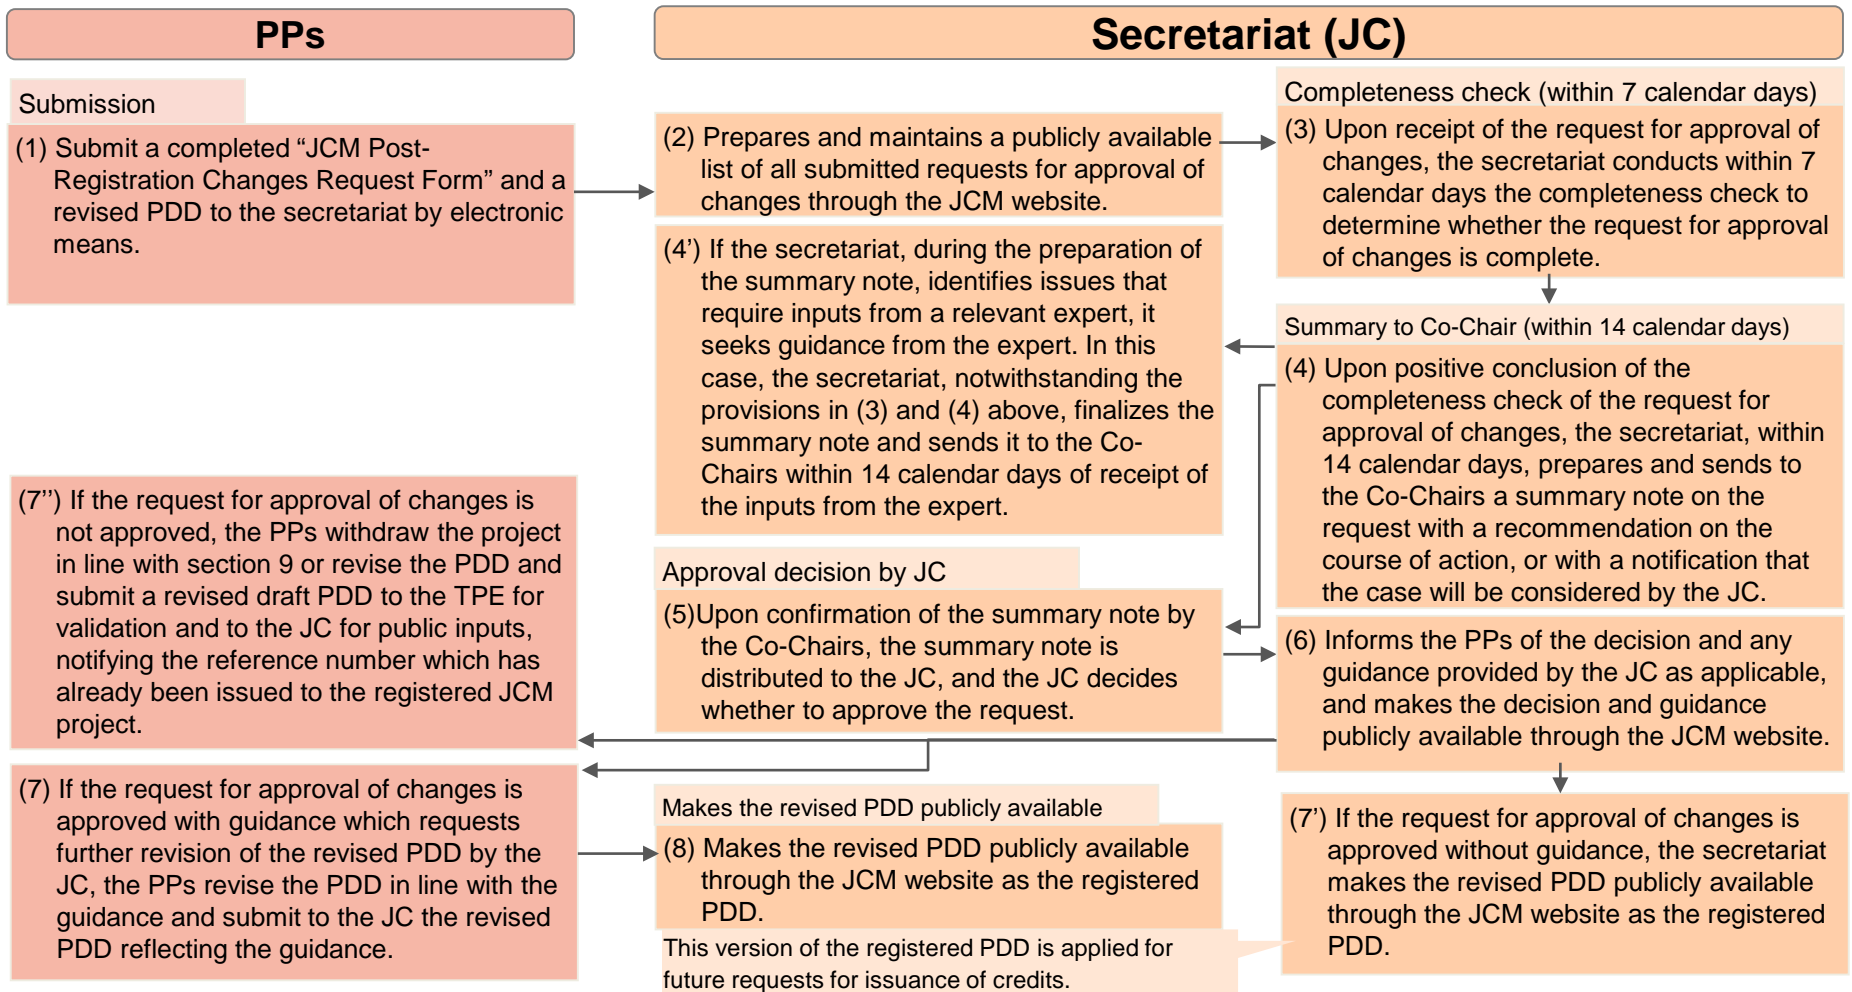 PPs
Secretariat (JC)
Submission
(1) Submit a completed “JCM Post-
Registration Changes Request Form” and a
revised PDD to the secretariat by electronic
means.
(2) Prepares and maintains a publicly available
list of all submitted requests for approval of
changes through the JCM website.
Completeness check (within 7 calendar days)
(3) Upon receipt of the request for approval of
changes, the secretariat conducts within 7
calendar days the completeness check to
determine whether the request for approval
of changes is complete.
Summary to Co-Chair (within 14 calendar days)
(4) Upon positive conclusion of the
completeness check of the request for
approval of changes, the secretariat, within
14 calendar days, prepares and sends to
the Co-Chairs a summary note on the
request with a recommendation on the
course of action, or with a notification that
the case will be considered by the JC.
(4’) If the secretariat, during the preparation of
the summary note, identifies issues that
require inputs from a relevant expert, it
seeks guidance from the expert. In this
case, the secretariat, notwithstanding the
provisions in (3) and (4) above, finalizes the
summary note and sends it to the Co-
Chairs within 14 calendar days of receipt of
the inputs from the expert.
Approval decision by JC
(5)Upon confirmation of the summary note by
the Co-Chairs, the summary note is
distributed to the JC, and the JC decides
whether to approve the request.
(6) Informs the PPs of the decision and any
guidance provided by the JC as applicable,
and makes the decision and guidance
publicly available through the JCM website.
(7’’) If the request for approval of changes is
not approved, the PPs withdraw the project
in line with section 9 or revise the PDD and
submit a revised draft PDD to the TPE for
validation and to the JC for public inputs,
notifying the reference number which has
already been issued to the registered JCM
project.
(7) If the request for approval of changes is
approved with guidance which requests
further revision of the revised PDD by the
JC, the PPs revise the PDD in line with the
guidance and submit to the JC the revised
PDD reflecting the guidance.
(7’) If the request for approval of changes is
approved without guidance, the secretariat
makes the revised PDD publicly available
through the JCM website as the registered
PDD.
Makes the revised PDD publicly available
(8) Makes the revised PDD publicly available
through the JCM website as the registered
PDD.
This version of the registered PDD is applied for
future requests for issuance of credits.